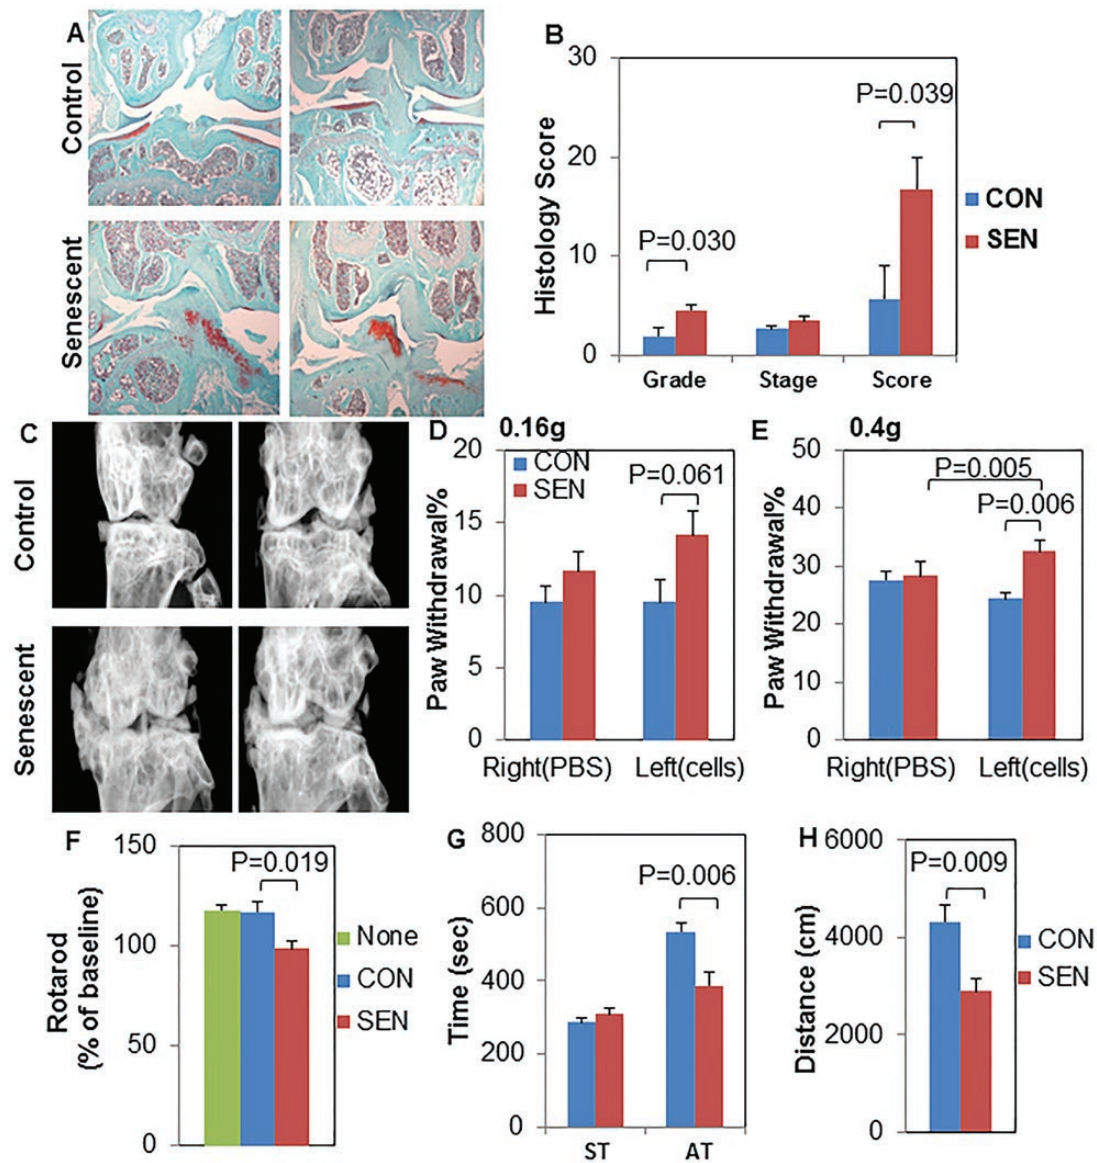 A
Control
Senescent
B
Histology Score
30
20
10
0
P=0.030
P=0.039
Grade
Stage
Score
CON
SEN
C
Control
Senescent
D
0.16g
Paw Withdrawal%
20
15
10
5
0
CON
SEN
P=0.061
Right(PBS)
Left(cells)
E
0.4g
Paw Withdrawal%
50
40
30
20
10
0
P=0.005
P=0.006
Right(PBS)
Left(cells)
F
Rotarod
(% of baseline)
150
100
50
0
P=0.019
None
CON
SEN
G
Time (sec)
800
600
400
200
0
P=0.006
ST
AT
H
Distance (cm)
6000
4000
2000
0
P=0.009
CON
SEN